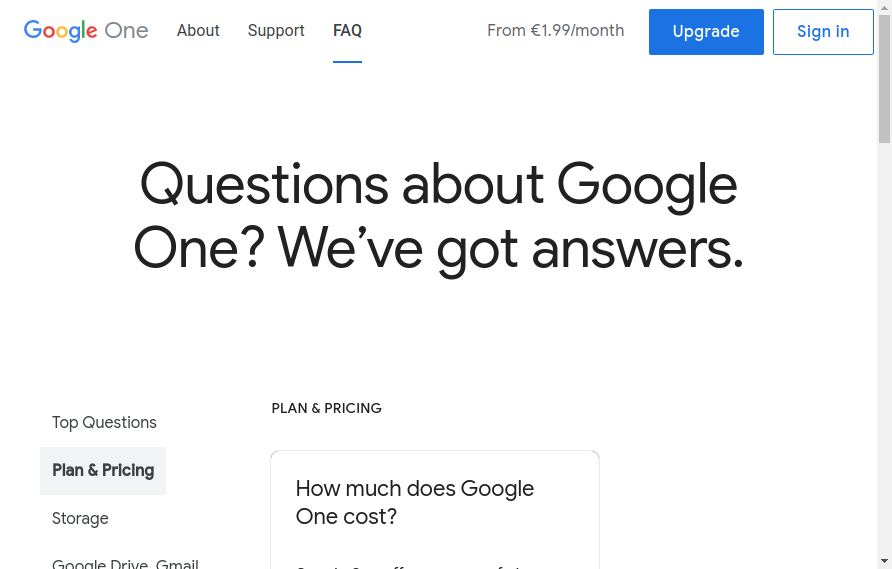 Google One About Support FAQ From €1.99/month Upgrade Sign in
Questions about Google
One? We’ve got answers.
Top Questions
Plan & Pricing
Storage
Google Drive, Gmail
PLAN & PRICING
How much does Google
One cost?